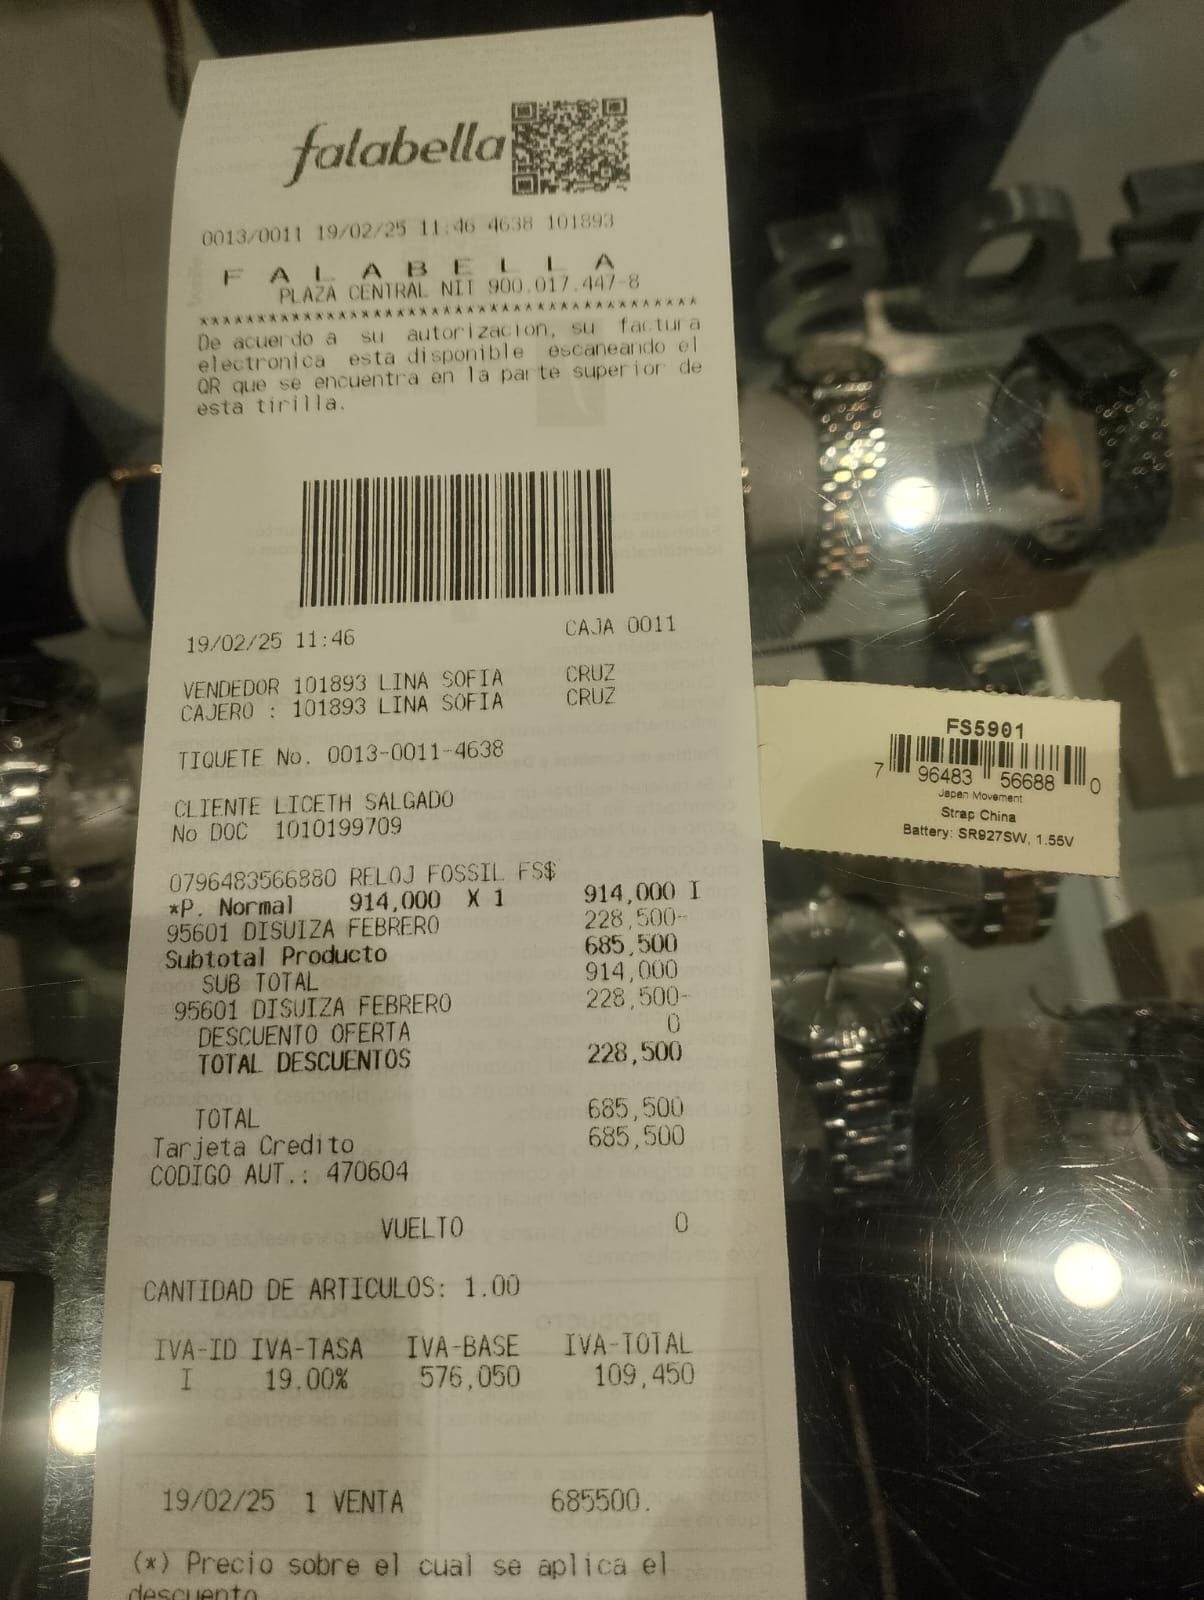 falabella
0013/0011 19/02/25 11:46 4638 101893
F A L A B E L L A
PLAZA CENTRAL NIT 900.017.447-8
****************************************
De acuerdo a su autorizacion, su factura
electronica esta disponible escaneando el
QR que se encuentra en la parte superior de
esta tirilla.
19/02/25 11:46 CAJA 0011
VENDEDOR 101893 LINA SOFIA CRUZ
CAJERO : 101893 LINA SOFIA CRUZ
TIQUETE No. 0013-0011-4638
CLIENTE LICETH SALGADO
No DOC 1010199709
0796483566880 RELOJ FOSSIL FS$
*P. Normal 914,000 X 1 914,000 I
95601 DISUIZA FEBRERO 228,500-
Subtotal Producto 685,500
SUB TOTAL 914,000
95601 DISUIZA FEBRERO 228,500-
DESCUENTO OFERTA 0
TOTAL DESCUENTOS 228,500
TOTAL 685,500
Tarjeta Credito 685,500
CODIGO AUT.: 470604
VUELTO 0
CANTIDAD DE ARTICULOS: 1.00
IVA-ID IVA-TASA IVA-BASE IVA-TOTAL
I 19.00% 576,050 109,450
19/02/25 1 VENTA 685500.
(*) Precio sobre el cual se aplica el
descuento
FS5901
7 96483 56688 0
Japan Movement
Strap China
Battery: SR927SW, 1.55V